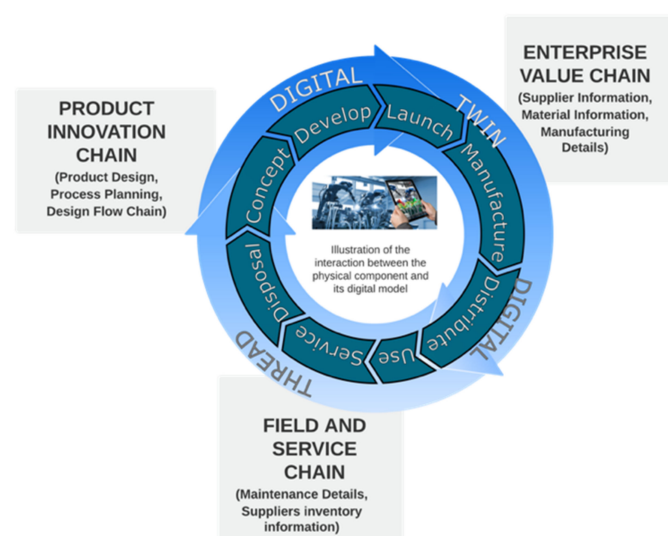 ENTERPRISE
VALUE CHAIN
(Supplier Information,
Material Information,
Manufacturing
Details)
PRODUCT
INNOVATION
CHAIN
(Product Design,
Process Planning,
Design Flow Chain)
DIGITAL
TWIN
DIGITAL
THREAD
Concept
Develop
Launch
Manufacture
Distribute
Use
Service
Disposal
Illustration of the
interaction between the
physical component and
its digital model
FIELD AND
SERVICE
CHAIN
(Maintenance Details,
Suppliers inventory
information)